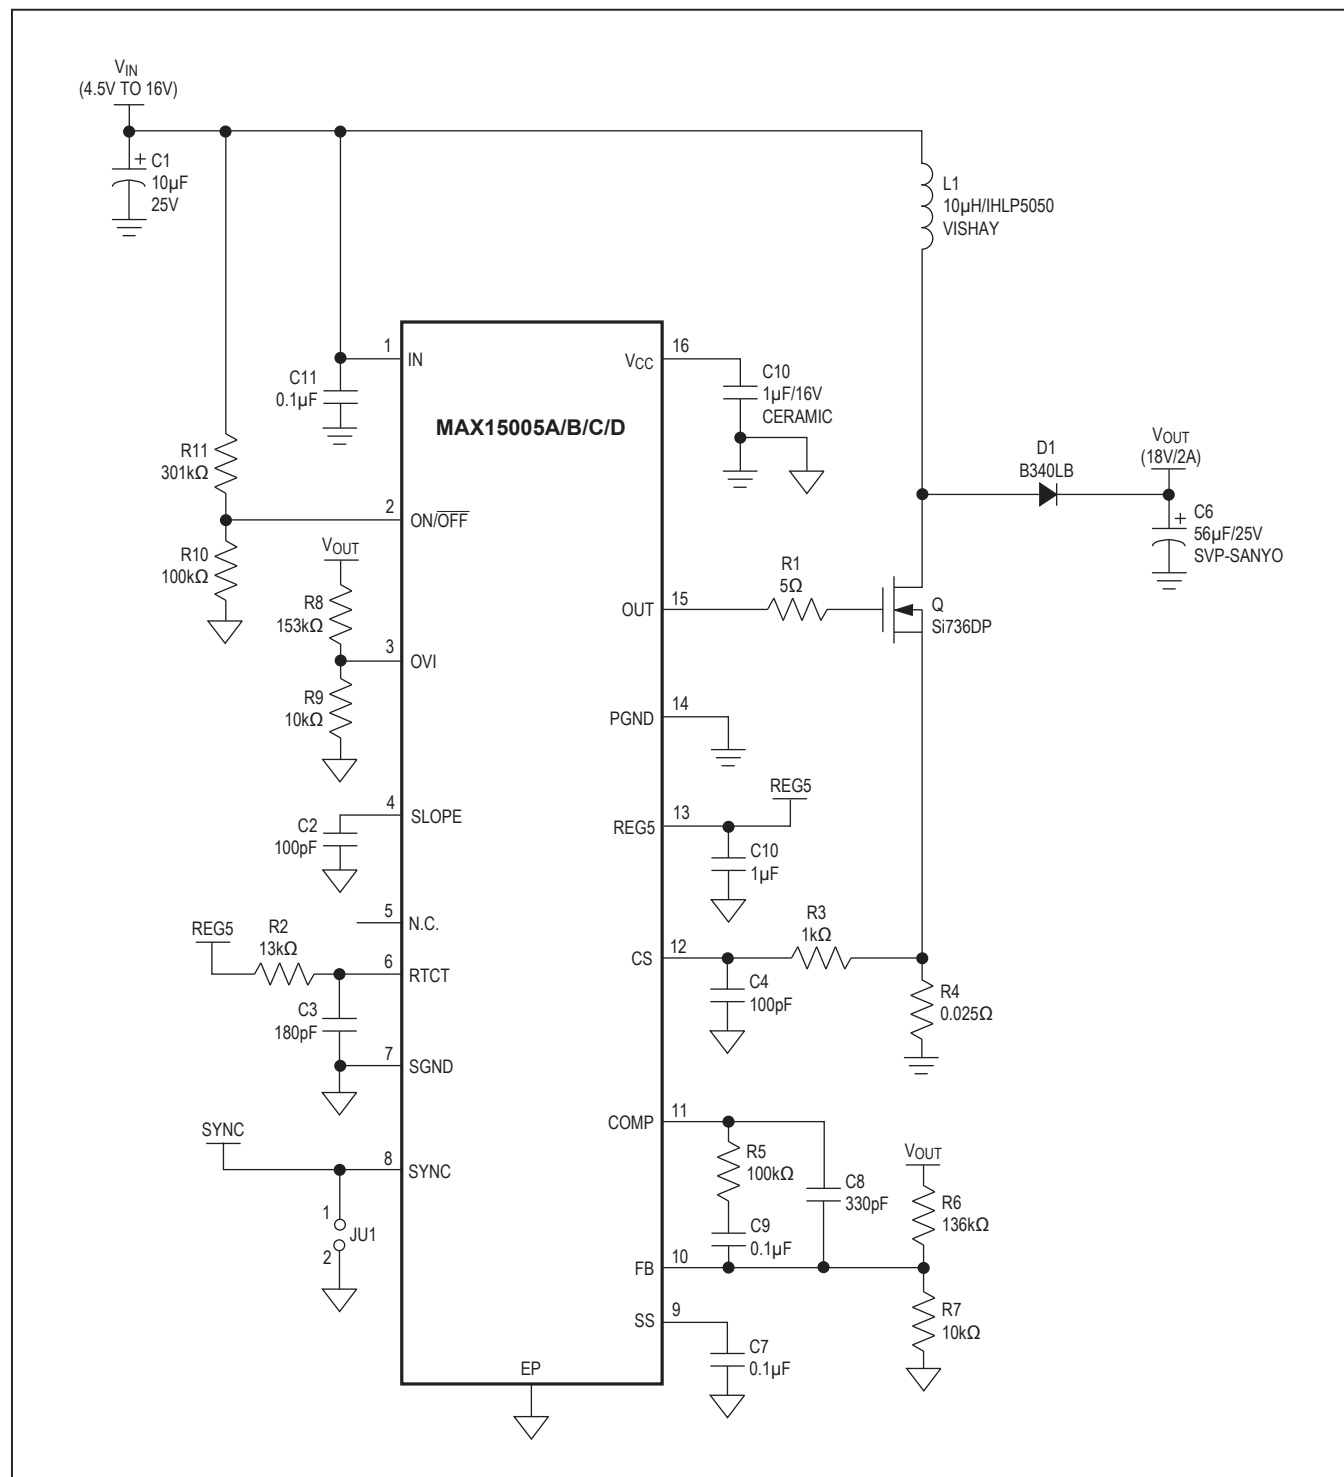 VIN
(4.5V TO 16V)
+ C1
10µF
25V
L1
10µH/IHLP5050
VISHAY
1
IN
C11
0.1µF
16
VCC
C10
1µF/16V
CERAMIC
MAX15005A/B/C/D
R11
301kΩ
2
ON/OFF
R10
100kΩ
VOUT
R8
153kΩ
3
OVI
R9
10kΩ
D1
B340LB
VOUT
(18V/2A)
+ C6
56µF/25V
SVP-SANYO
OUT
15
R1
5Ω
Q
Si736DP
PGND
14
4
SLOPE
C2
100pF
REG5
13
REG5
C10
1µF
5
N.C.
REG5
R2
13kΩ
6
RTCT
C3
180pF
7
SGND
CS
12
R3
1kΩ
C4
100pF
R4
0.025Ω
SYNC
8
SYNC
1
2
JU1
COMP
11
R5
100kΩ
C8
330pF
C9
0.1µF
VOUT
R6
136kΩ
FB
10
R7
10kΩ
SS
9
C7
0.1µF
EP